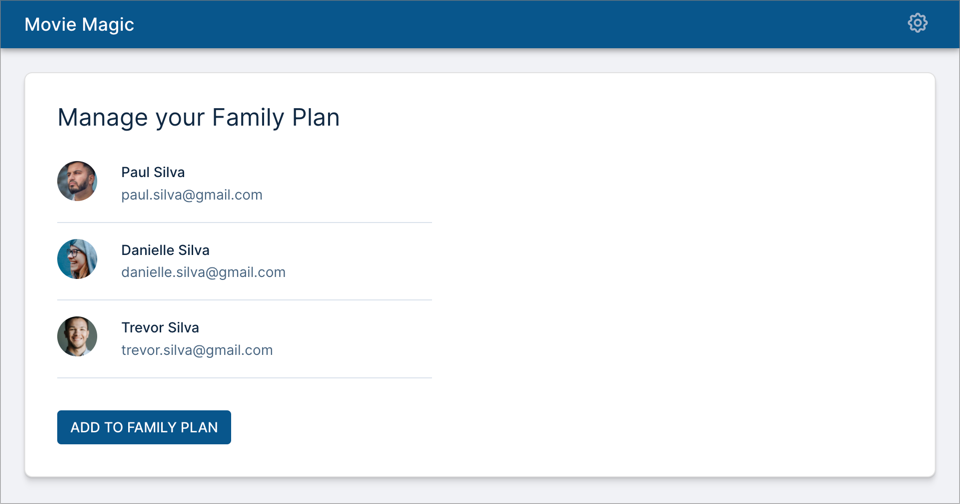 Movie Magic
Manage your Family Plan
Paul Silva
paul.silva@gmail.com
Danielle Silva
danielle.silva@gmail.com
Trevor Silva
trevor.silva@gmail.com
ADD TO FAMILY PLAN